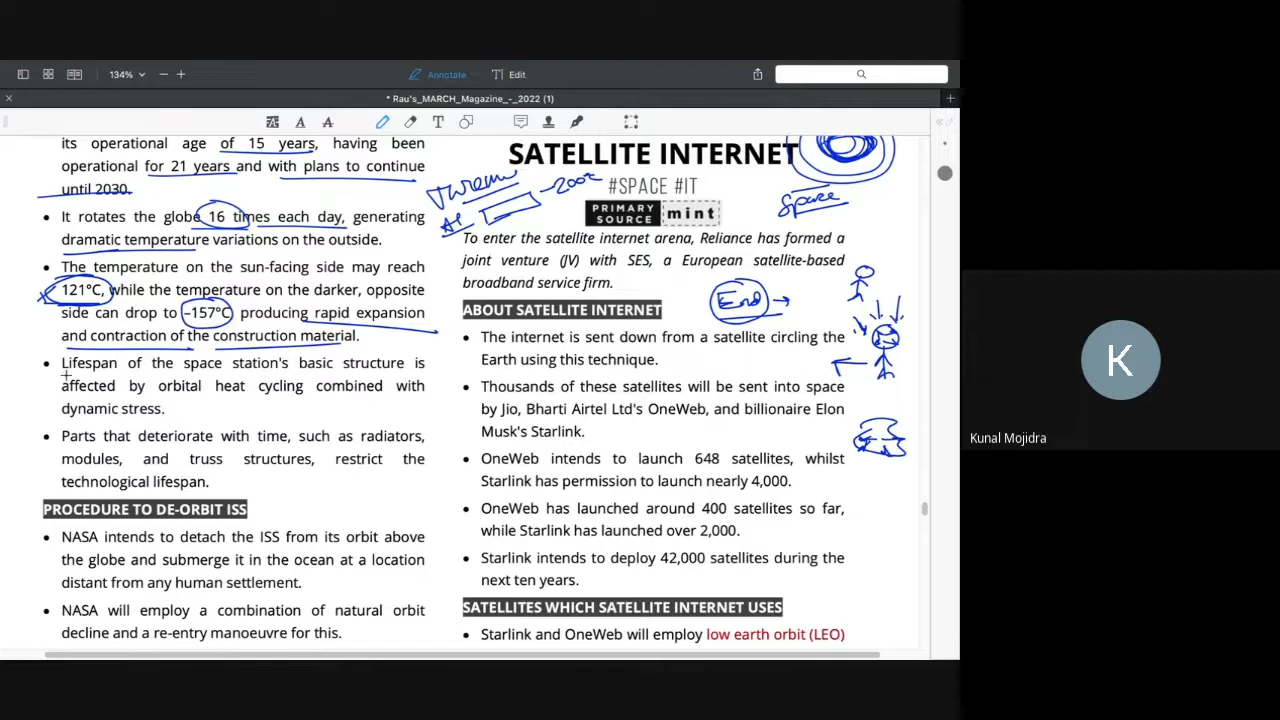 134%
Annotate
Edit
* Rau's_MARCH_Magazine_-_2022 (1)
its operational age of 15 years, having been
operational for 21 years and with plans to continue
until 2030.
It rotates the globe 16 times each day, generating
dramatic temperature variations on the outside.
The temperature on the sun-facing side may reach
121°C, while the temperature on the darker, opposite
side can drop to –157°C producing rapid expansion
and contraction of the construction material.
Lifespan of the space station's basic structure is
affected by orbital heat cycling combined with
dynamic stress.
Parts that deteriorate with time, such as radiators,
modules, and truss structures, restrict the
technological lifespan.
PROCEDURE TO DE-ORBIT ISS
NASA intends to detach the ISS from its orbit above
the globe and submerge it in the ocean at a location
distant from any human settlement.
NASA will employ a combination of natural orbit
decline and a re-entry manoeuvre for this.
SATELLITE INTERNET
#SPACE #IT
Space
PRIMARY
SOURCE
mint
To enter the satellite internet arena, Reliance has formed a
joint venture (JV) with SES, a European satellite-based
broadband service firm.
End
ABOUT SATELLITE INTERNET
The internet is sent down from a satellite circling the
Earth using this technique.
Thousands of these satellites will be sent into space
by Jio, Bharti Airtel Ltd's OneWeb, and billionaire Elon
Musk's Starlink.
OneWeb intends to launch 648 satellites, whilst
Starlink has permission to launch nearly 4,000.
OneWeb has launched around 400 satellites so far,
while Starlink has launched over 2,000.
Starlink intends to deploy 42,000 satellites during the
next ten years.
SATELLITES WHICH SATELLITE INTERNET USES
Starlink and OneWeb will employ low earth orbit (LEO)
K
Kunal Mojidra